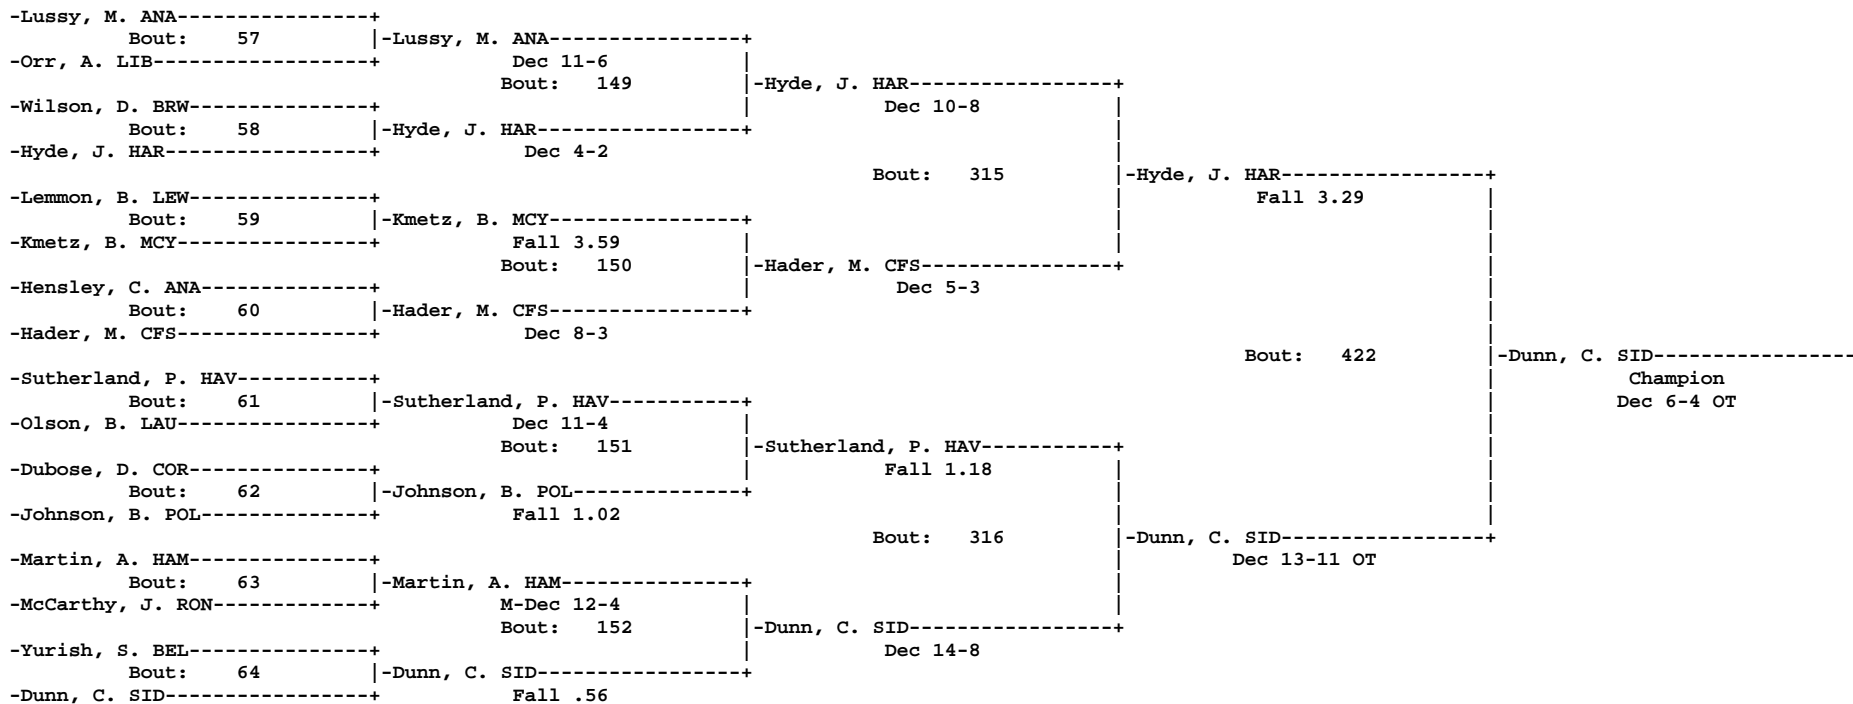 -Lussy, M. ANA----------------+
Bout: 57 |-Lussy, M. ANA----------------+
-Orr, A. LIB------------------+ Dec 11-6 |
Bout: 149 |-Hyde, J. HAR-----------------+
-Wilson, D. BRW---------------+ | Dec 10-8 |
Bout: 58 |-Hyde, J. HAR-----------------+ |
-Hyde, J. HAR-----------------+ Dec 4-2 |
Bout: 315 |-Hyde, J. HAR-----------------+
-Lemmon, B. LEW---------------+ | Fall 3.29 |
Bout: 59 |-Kmetz, B. MCY----------------+ | |
-Kmetz, B. MCY----------------+ Fall 3.59 | | |
Bout: 150 |-Hader, M. CFS----------------+ |
-Hensley, C. ANA--------------+ | Dec 5-3 |
Bout: 60 |-Hader, M. CFS----------------+ |
-Hader, M. CFS----------------+ Dec 8-3 |
Bout: 422 |-Dunn, C. SID-----------------
-Sutherland, P. HAV-----------+ | Champion
Bout: 61 |-Sutherland, P. HAV-----------+ | Dec 6-4 OT
-Olson, B. LAU----------------+ Dec 11-4 | |
Bout: 151 |-Sutherland, P. HAV-----------+ |
-Dubose, D. COR---------------+ | Fall 1.18 | |
Bout: 62 |-Johnson, B. POL--------------+ | |
-Johnson, B. POL--------------+ Fall 1.02 | |
Bout: 316 |-Dunn, C. SID-----------------+
-Martin, A. HAM---------------+ | Dec 13-11 OT
Bout: 63 |-Martin, A. HAM---------------+ |
-McCarthy, J. RON-------------+ M-Dec 12-4 | |
Bout: 152 |-Dunn, C. SID-----------------+
-Yurish, S. BEL---------------+ | Dec 14-8
Bout: 64 |-Dunn, C. SID-----------------+
-Dunn, C. SID-----------------+ Fall .56